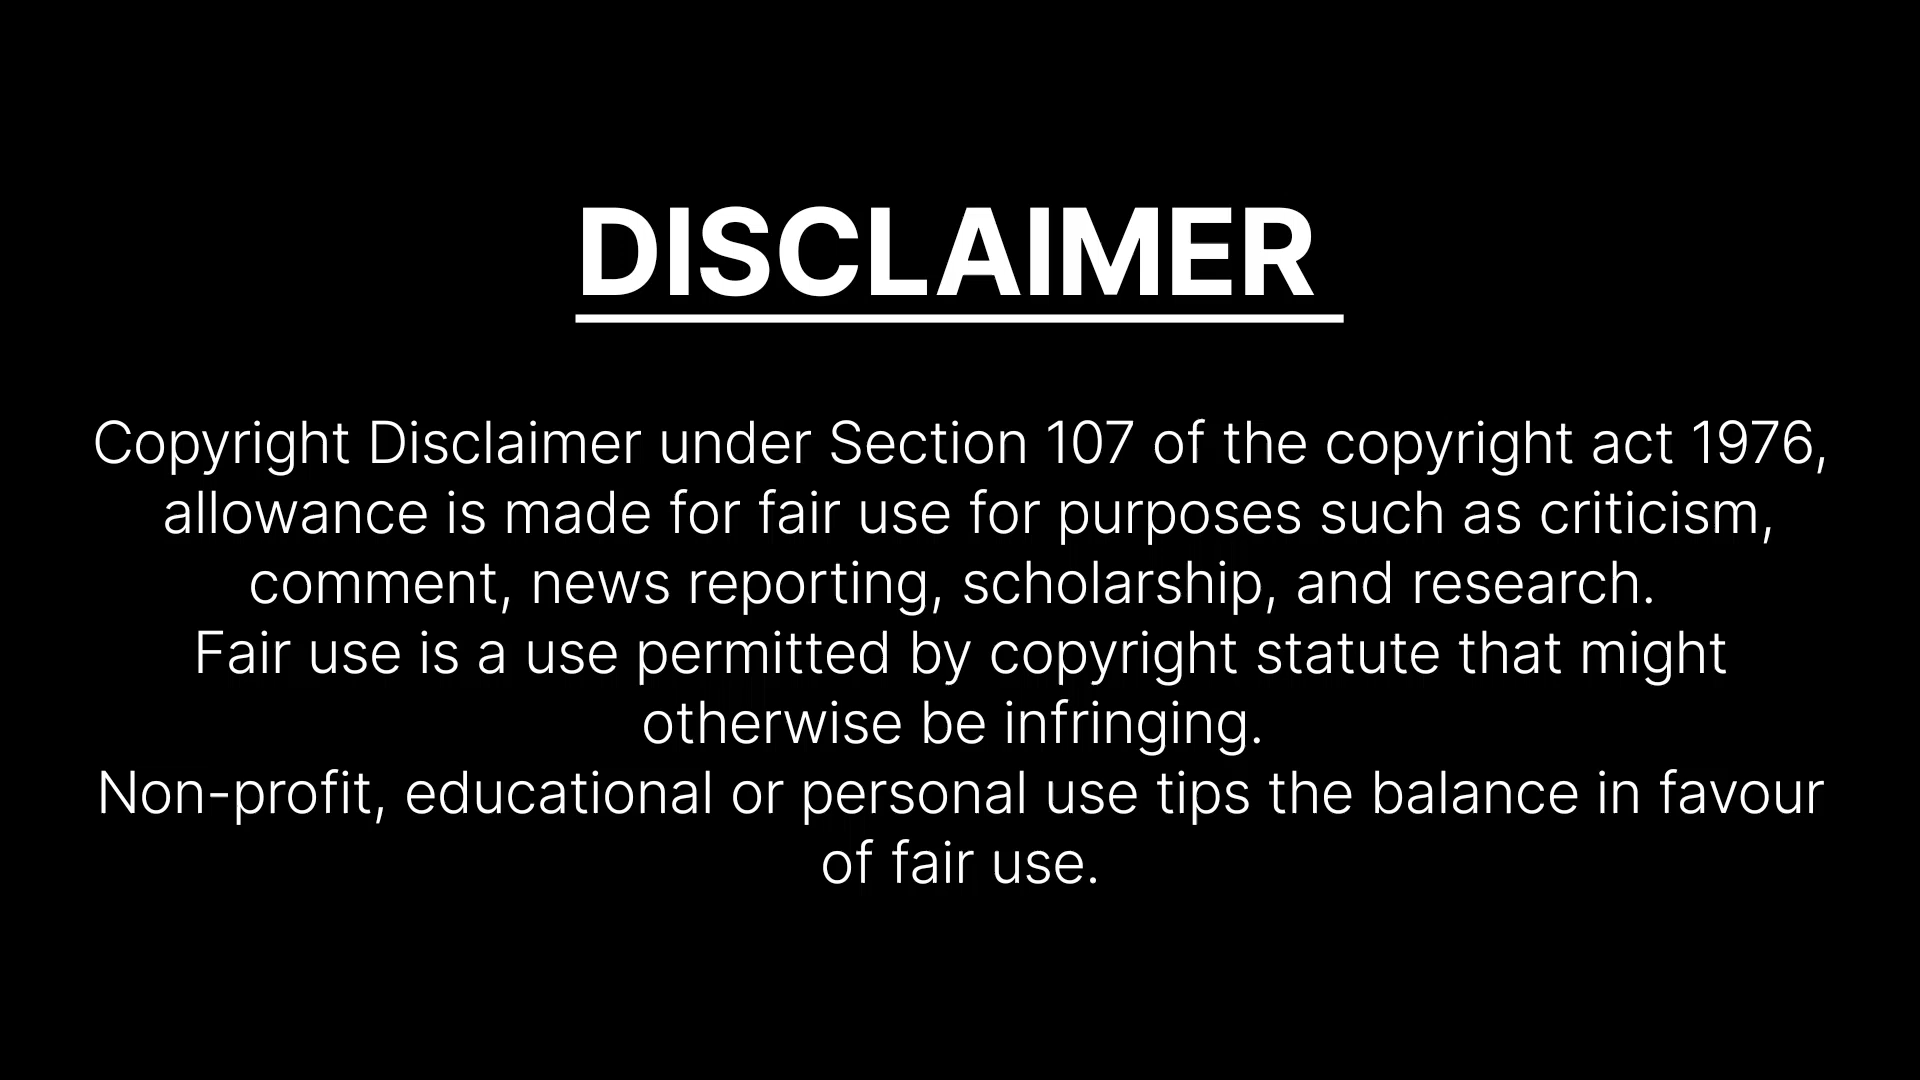 DISCLAIMER
Copyright Disclaimer under Section 107 of the copyright act 1976,
allowance is made for fair use for purposes such as criticism,
comment, news reporting, scholarship, and research.
Fair use is a use permitted by copyright statute that might
otherwise be infringing.
Non-profit, educational or personal use tips the balance in favour
of fair use.